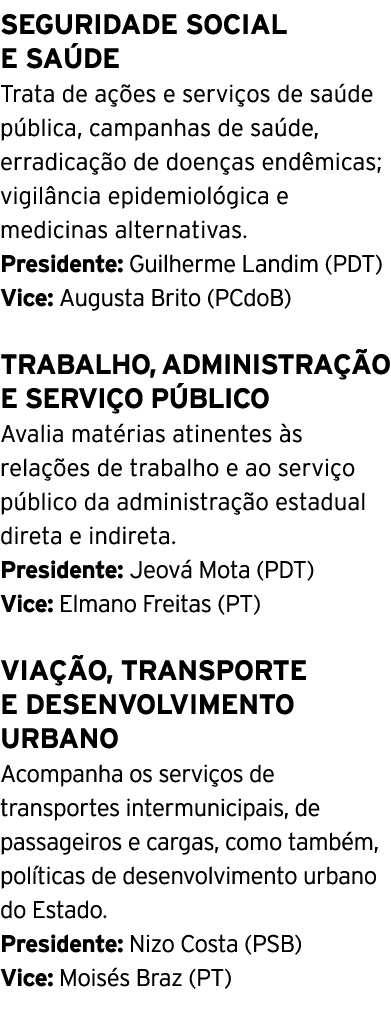 SEGURIDADE SOCIAL
E SAÚDE
Trata de ações e serviços de saúde
pública, campanhas de saúde,
erradicação de doenças endêmicas;
vigilância epidemiológica e
medicinas alternativas.
Presidente: Guilherme Landim (PDT)
Vice: Augusta Brito (PCdoB)
TRABALHO, ADMINISTRAÇÃO
E SERVIÇO PÚBLICO
Avalia matérias atinentes às
relações de trabalho e ao serviço
público da administração estadual
direta e indireta.
Presidente: Jeová Mota (PDT)
Vice: Elmano Freitas (PT)
VIAÇÃO, TRANSPORTE
E DESENVOLVIMENTO
URBANO
Acompanha os serviços de
transportes intermunicipais, de
passageiros e cargas, como também,
políticas de desenvolvimento urbano
do Estado.
Presidente: Nizo Costa (PSB)
Vice: Moisés Braz (PT)